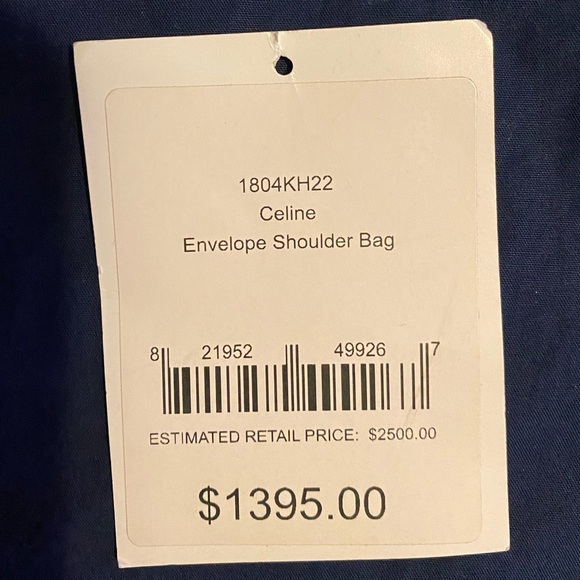 1804KH22
Celine
Envelope Shoulder Bag
8 21952 49926 7
ESTIMATED RETAIL PRICE: $2500.00
$1395.00